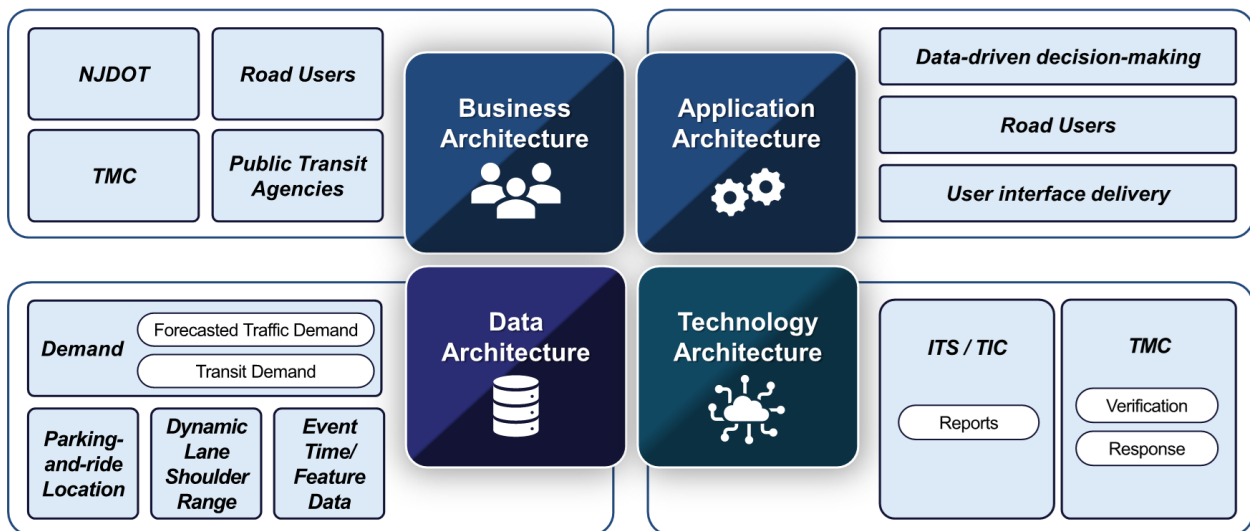 NJDOT
Road Users
TMC
Public Transit
Agencies
Business
Architecture
Application
Architecture
Data-driven decision-making
Road Users
User interface delivery
Demand
Forecasted Traffic Demand
Transit Demand
Parking-
and-ride
Location
Dynamic
Lane
Shoulder
Range
Event
Time/
Feature
Data
Data
Architecture
Technology
Architecture
ITS / TIC
Reports
TMC
Verification
Response